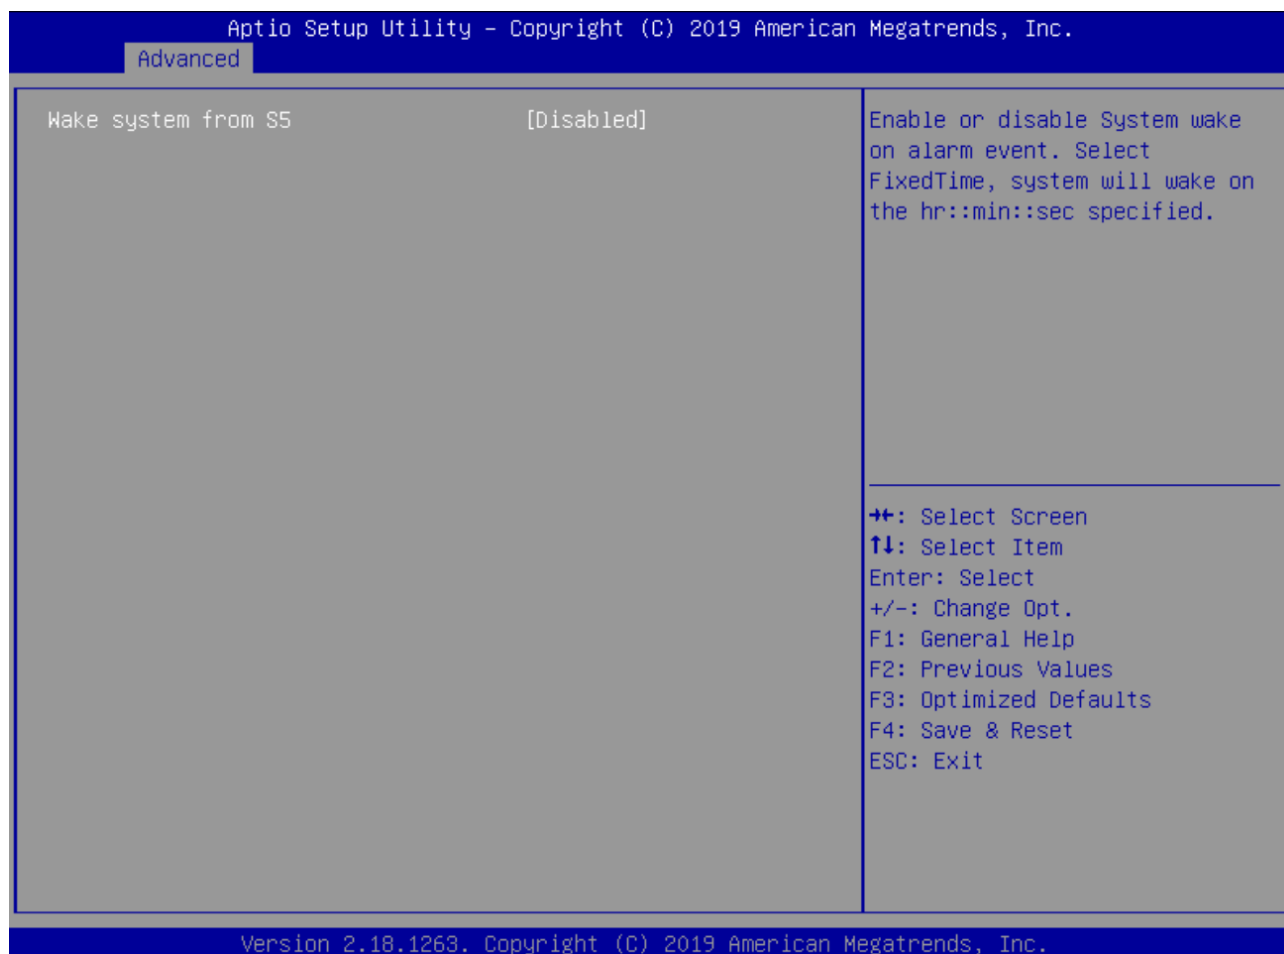 Aptio Setup Utility – Copyright (C) 2019 American Megatrends, Inc.
Advanced
Wake system from S5 [Disabled]
Enable or disable System wake
on alarm event. Select
FixedTime, system will wake on
the hr::min::sec specified.
→←: Select Screen
↑↓: Select Item
Enter: Select
+/-: Change Opt.
F1: General Help
F2: Previous Values
F3: Optimized Defaults
F4: Save & Reset
ESC: Exit
Version 2.18.1263. Copyright (C) 2019 American Megatrends, Inc.